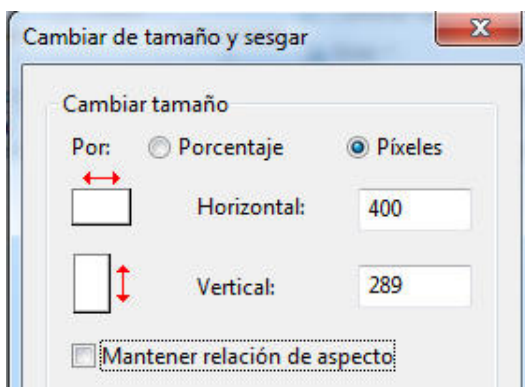 Cambiar de tamaño y sesgar
Cambiar tamaño
Por: Porcentaje Píxeles
Horizontal: 400
Vertical: 289
Mantener relación de aspecto